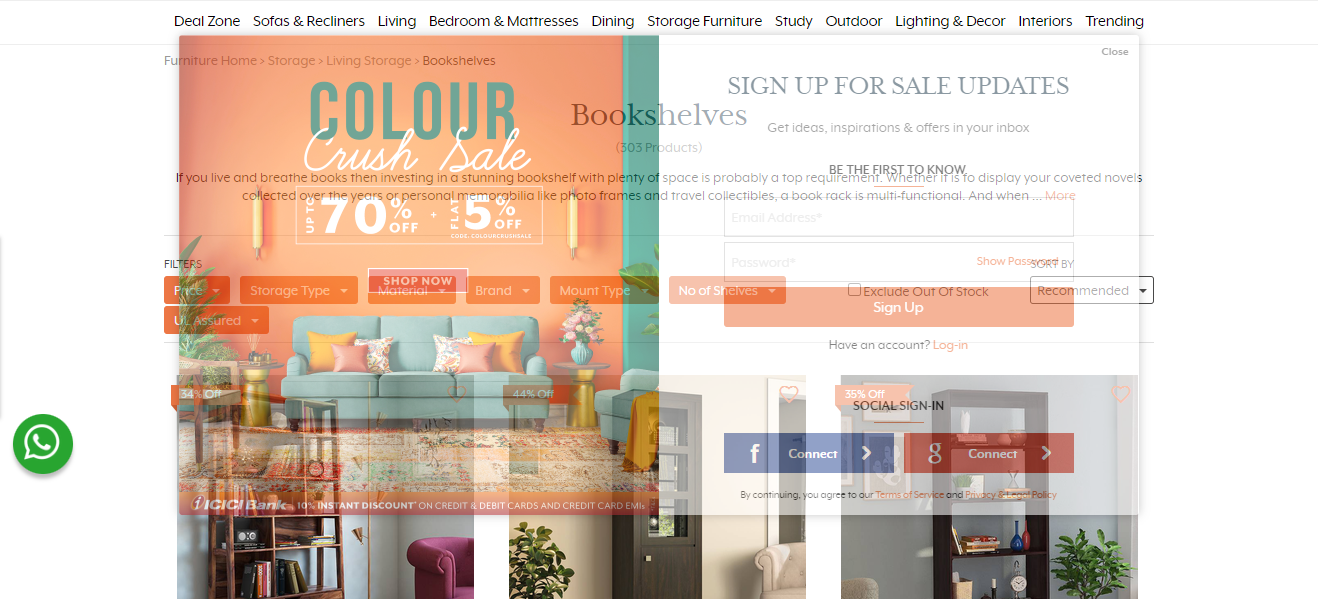 Deal Zone Sofas & Recliners Living Bedroom & Mattresses Dining Storage Furniture Study Outdoor Lighting & Decor Interiors Trending
Furniture Home > Storage > Living Storage > Bookshelves
Close
COLOUR
Crush Sale
UP TO 70% OFF + FLAT 5% OFF
CODE: COLOURCRUSHSALE
SHOP NOW
ICICI Bank 10% INSTANT DISCOUNT* ON CREDIT & DEBIT CARDS AND CREDIT CARD EMIs
SIGN UP FOR SALE UPDATES
Get ideas, inspirations & offers in your inbox
BE THE FIRST TO KNOW
Email Address*
Password*
Show Password
Sign Up
Have an account? Log-in
SOCIAL SIGN-IN
f Connect
g Connect
By continuing, you agree to our Terms of Service and Privacy & Legal Policy
Bookshelves
(303 Products)
If you live and breathe books then investing in a stunning bookshelf with plenty of space is probably a top requirement. Whether it is to display your coveted novels
collected over the years or personal memorabilia like photo frames and travel collectibles, a book rack is multi-functional. And when ... More
FILTERS
SORT BY
Price Storage Type Material Brand Mount Type No of Shelves
Exclude Out Of Stock
Recommended
UL Assured
34% Off
44% Off
35% Off